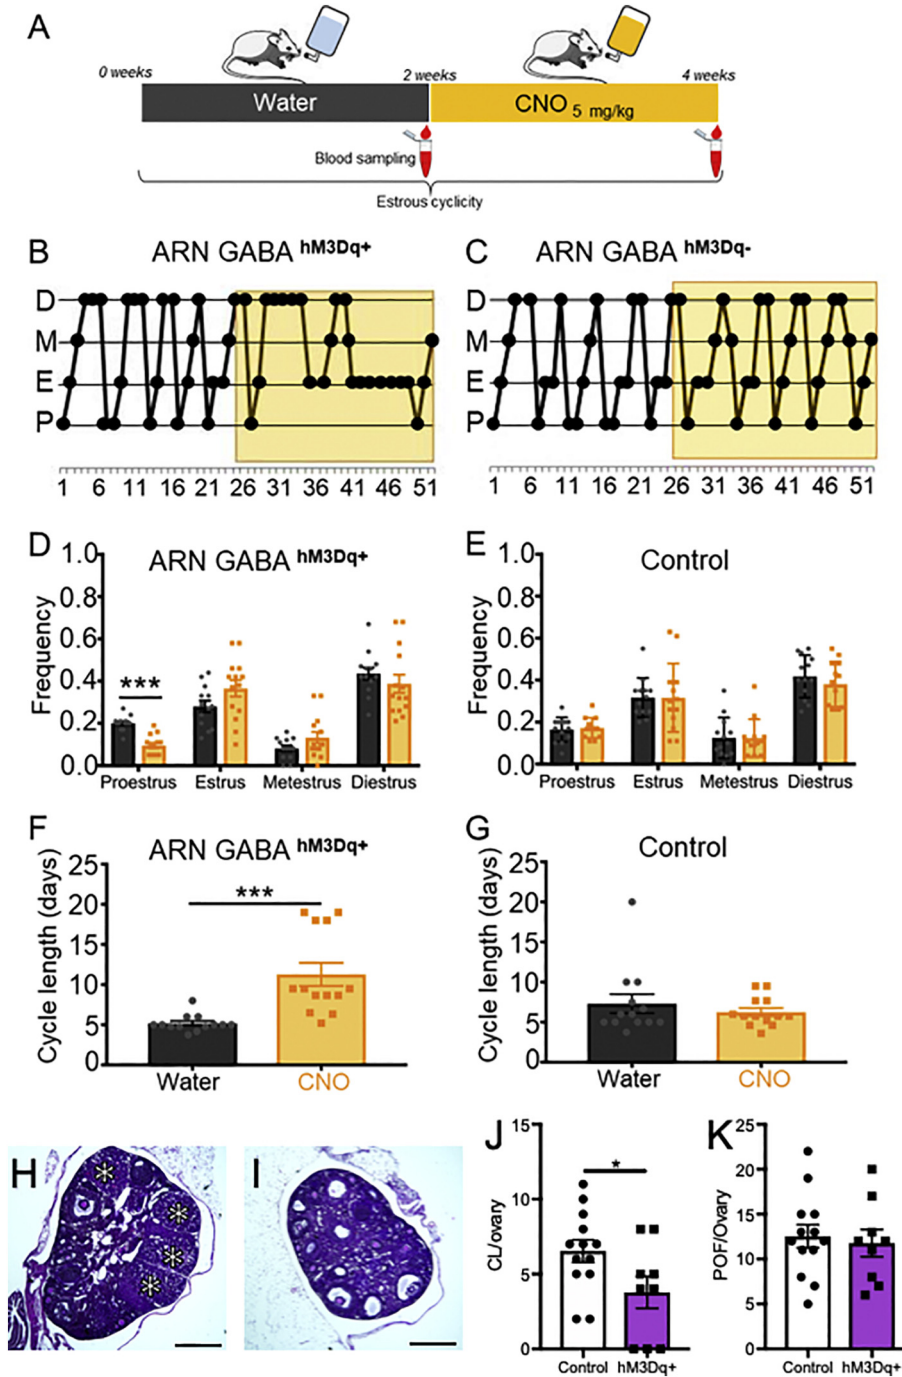 A
0 weeks
2 weeks
4 weeks
Water
CNO 5 mg/kg
Blood sampling
Estrous cyclicity
B
ARN GABA hM3Dq+
D
M
E
P
1 6 11 16 21 26 31 36 41 46 51
C
ARN GABA hM3Dq-
D
M
E
P
1 6 11 16 21 26 31 36 41 46 51
D
ARN GABA hM3Dq+
Frequency
1.0
0.8
0.6
0.4
0.2
0.0
***
Proestrus Estrus Metestrus Diestrus
E
Control
Frequency
1.0
0.8
0.6
0.4
0.2
0.0
Proestrus Estrus Metestrus Diestrus
F
ARN GABA hM3Dq+
Cycle length (days)
25
20
15
10
5
0
***
Water CNO
G
Control
Cycle length (days)
25
20
15
10
5
0
Water CNO
H
I
J
CL/ovary
15
10
5
0
*
Control hM3Dq+
K
POF/Ovary
25
20
15
10
5
0
Control hM3Dq+